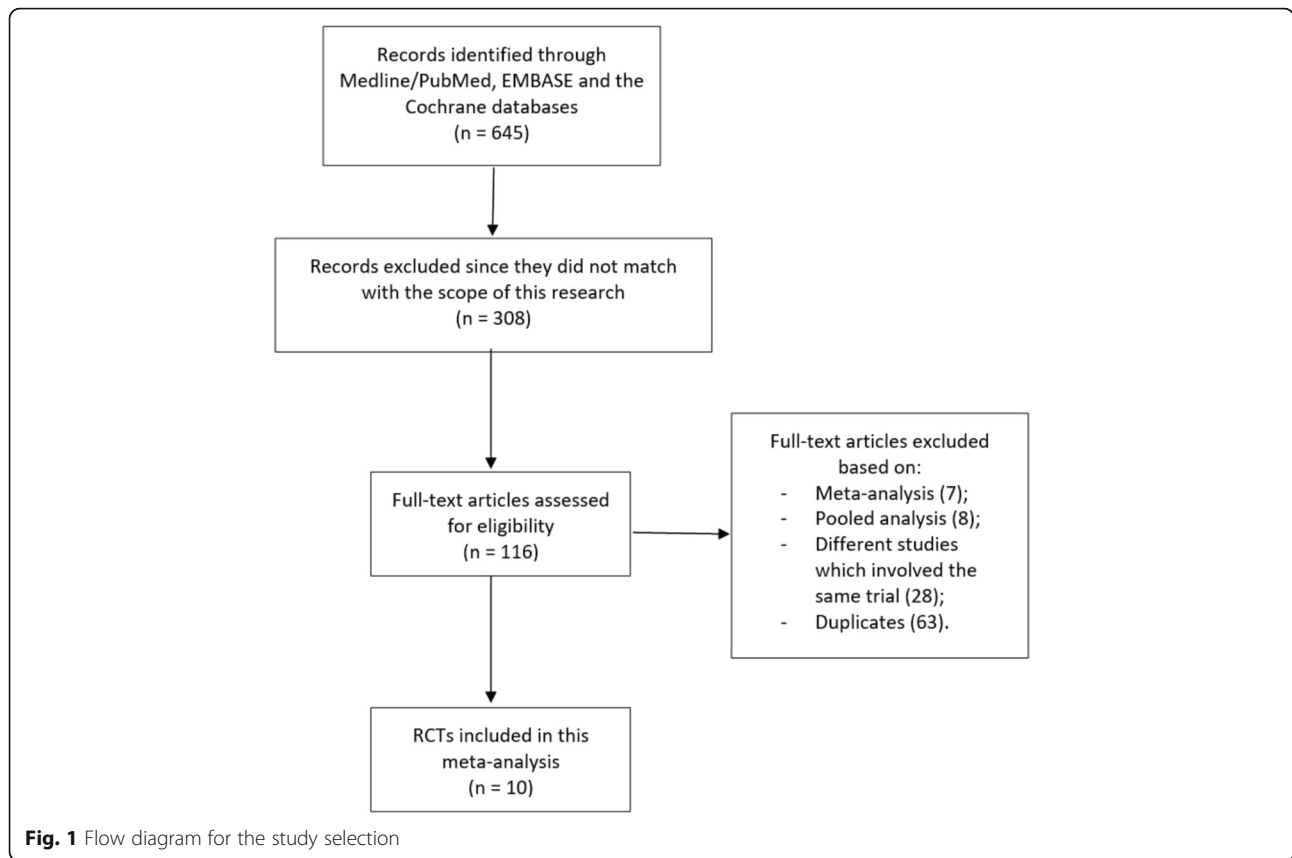 Records identified through
Medline/PubMed, EMBASE and the
Cochrane databases
(n = 645)
Records excluded since they did not match
with the scope of this research
(n = 308)
Full-text articles assessed
for eligibility
(n = 116)
Full-text articles excluded
based on:
- Meta-analysis (7);
- Pooled analysis (8);
- Different studies
which involved the
same trial (28);
- Duplicates (63).
RCTs included in this
meta-analysis
(n = 10)
Fig. 1 Flow diagram for the study selection